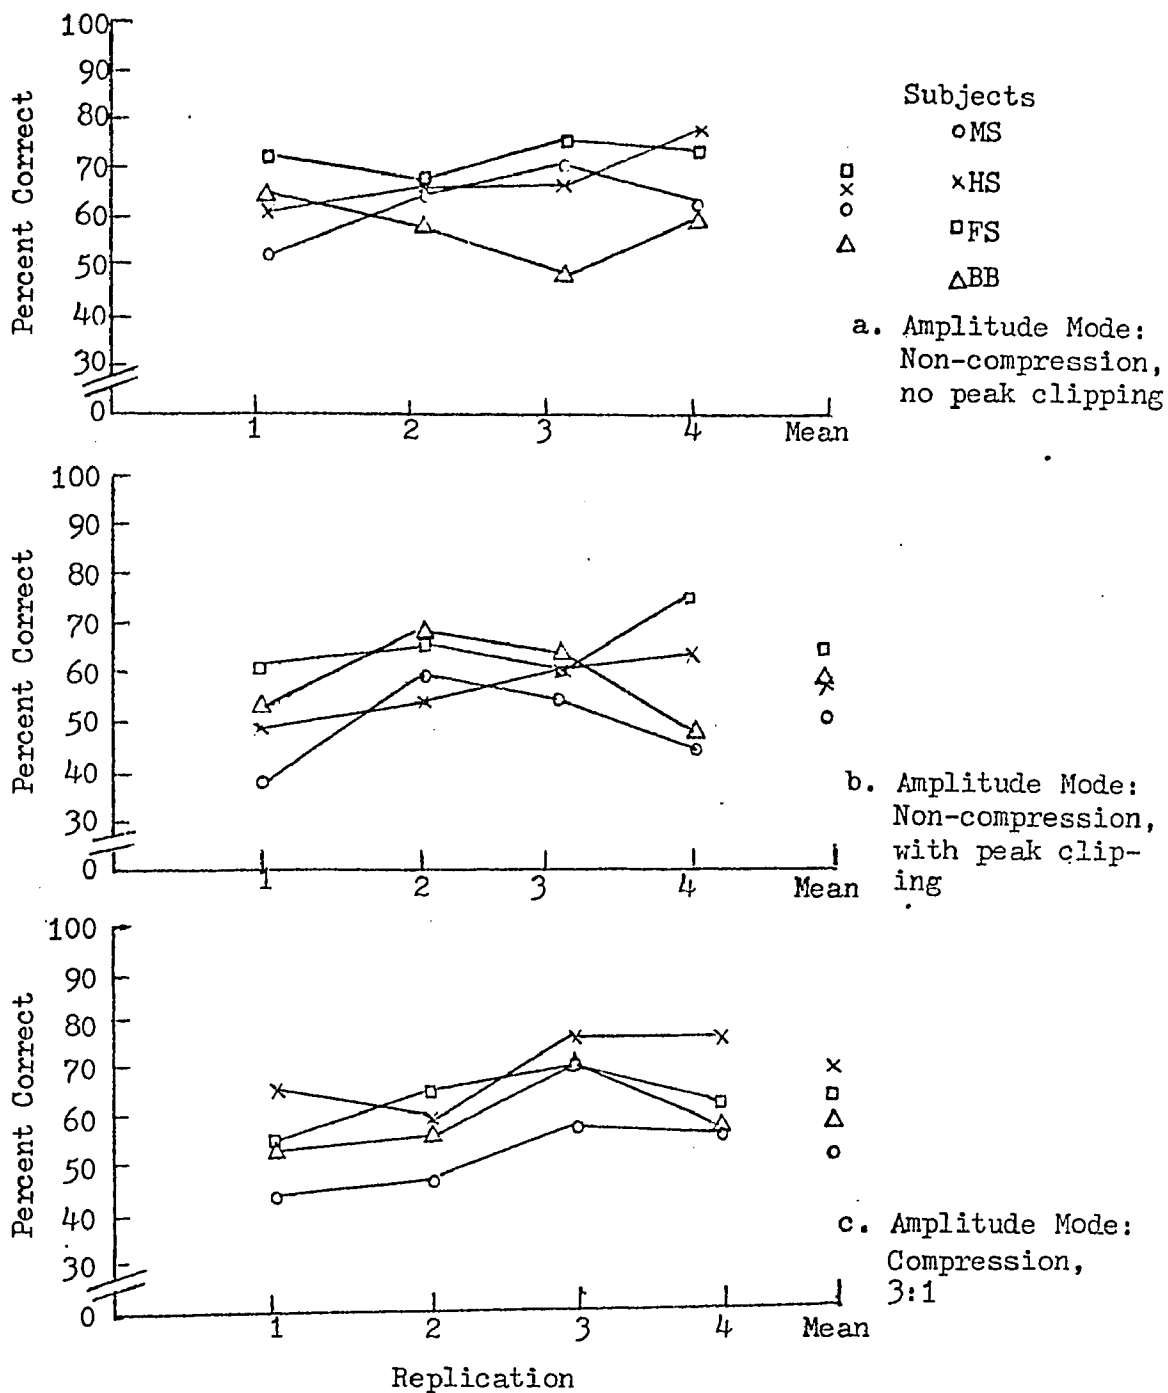 Percent Correct
100
90
80
70
60
50
40
30
0
1 2 3 4 Mean
Subjects
MS
HS
FS
BB
a. Amplitude Mode:
Non-compression,
no peak clipping
Percent Correct
100
90
80
70
60
50
40
30
0
1 2 3 4 Mean
b. Amplitude Mode:
Non-compression,
with peak clip-
ing
Percent Correct
100
90
80
70
60
50
40
30
0
1 2 3 4 Mean
c. Amplitude Mode:
Compression,
3:1
Replication